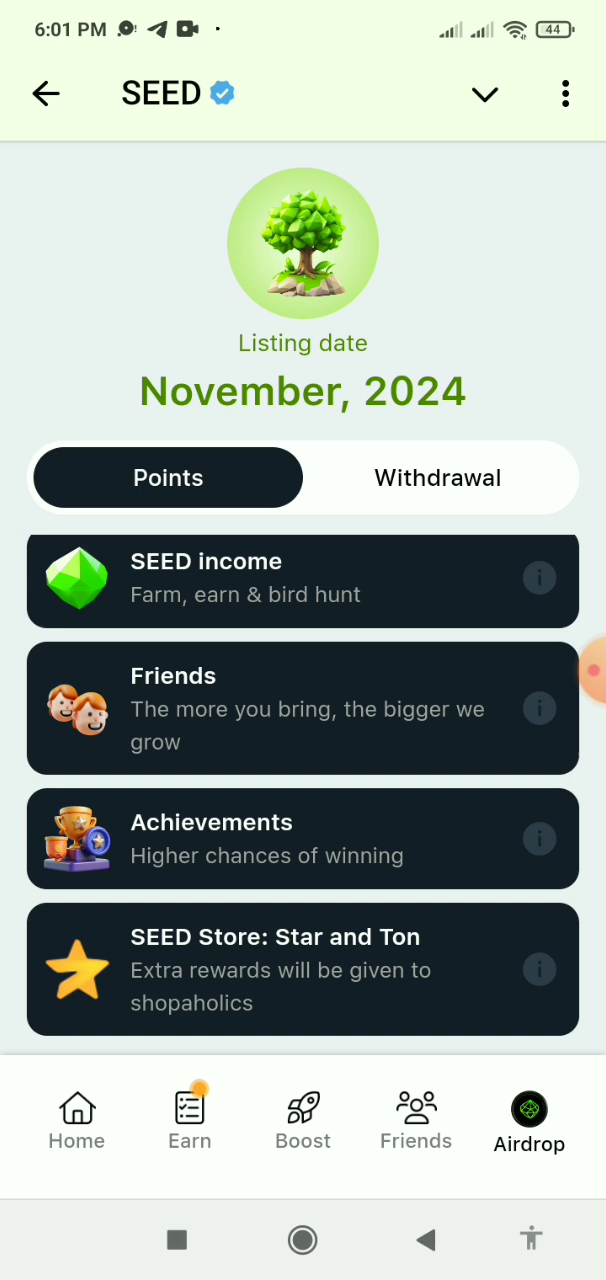 6:01 PM
44
SEED
Listing date
November, 2024
Points
Withdrawal
SEED income
Farm, earn & bird hunt
Friends
The more you bring, the bigger we
grow
Achievements
Higher chances of winning
SEED Store: Star and Ton
Extra rewards will be given to
shopaholics
Home
Earn
Boost
Friends
Airdrop